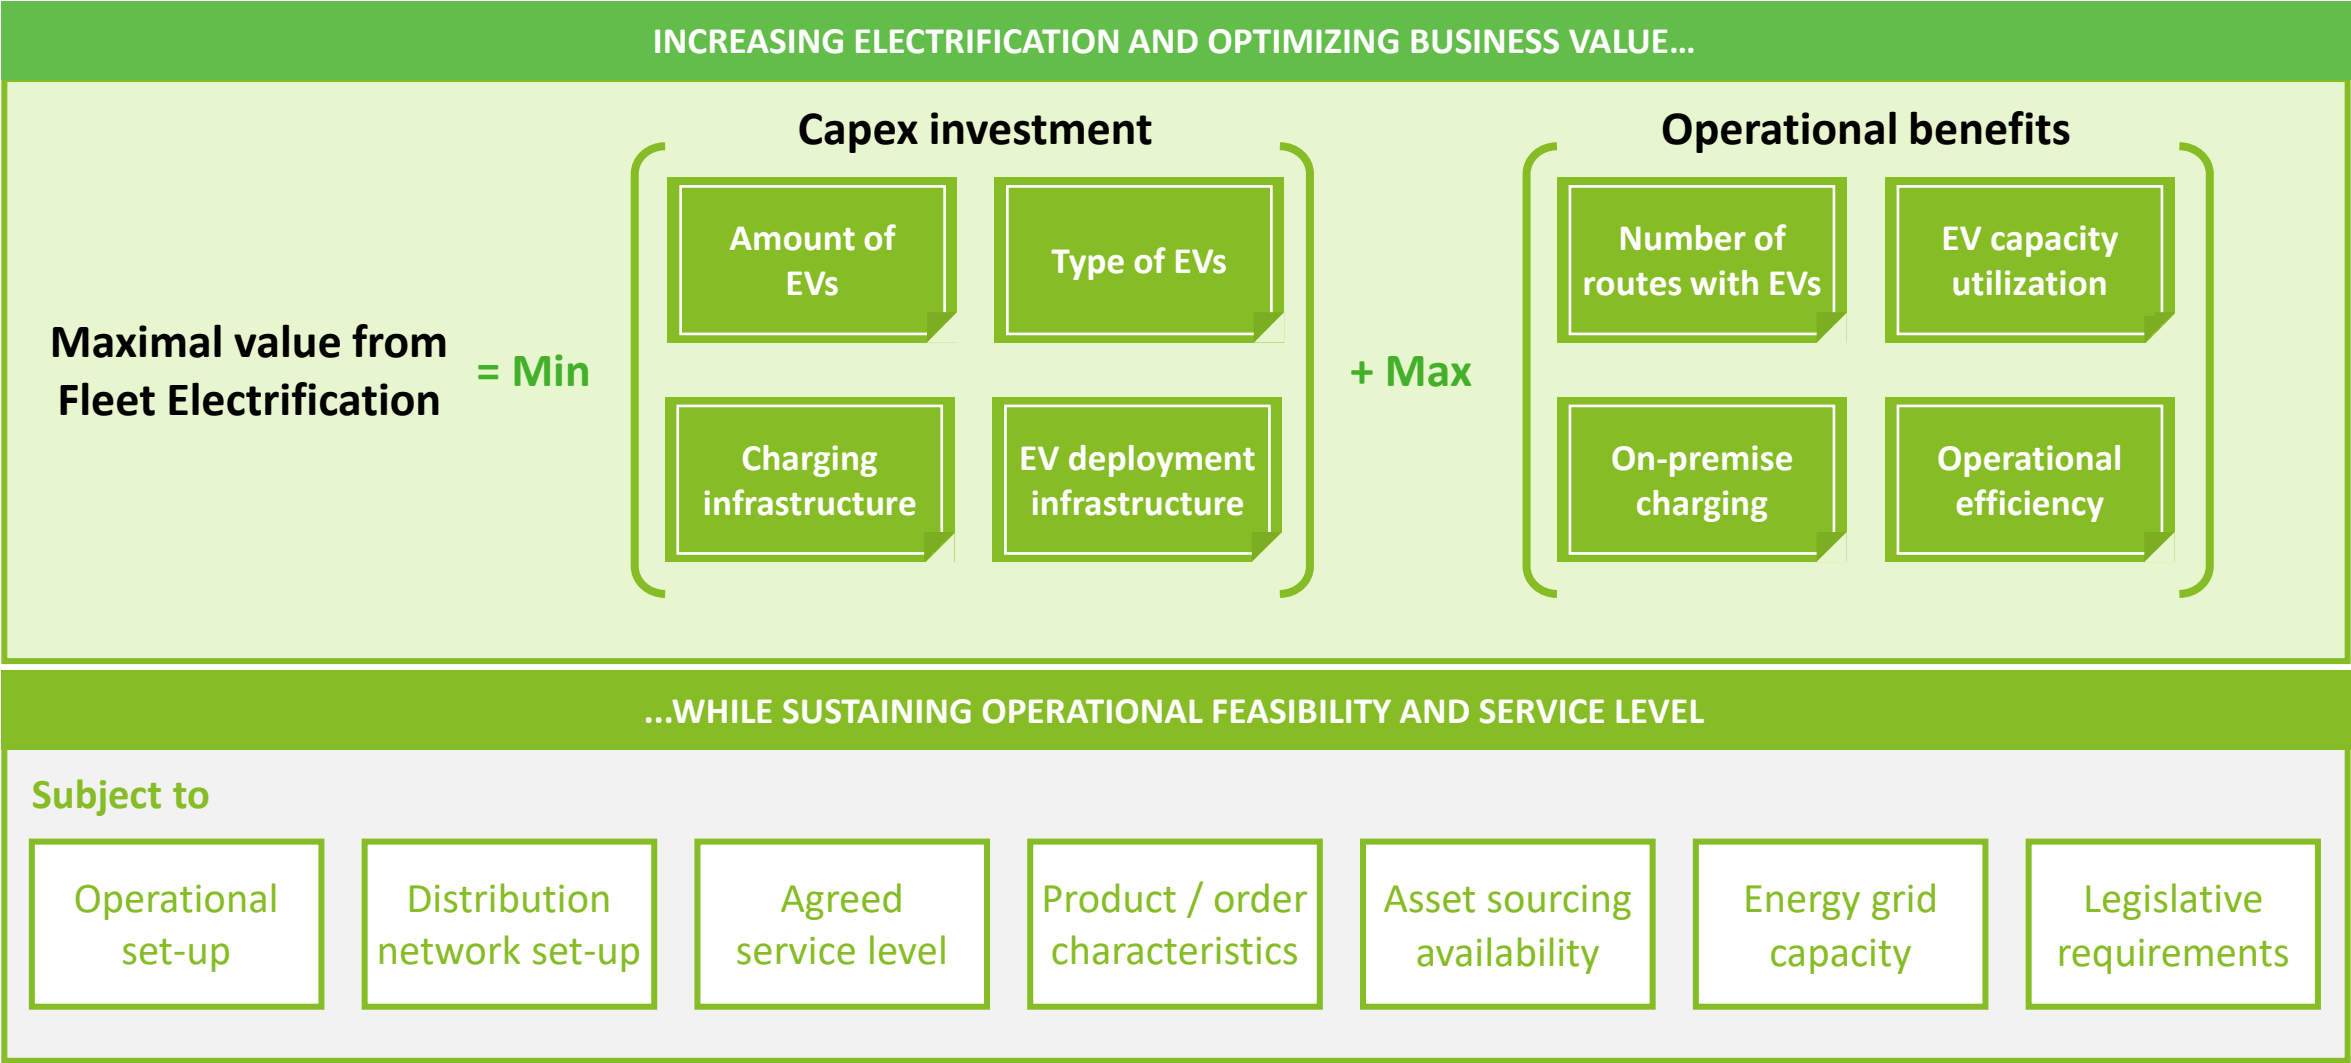 INCREASING ELECTRIFICATION AND OPTIMIZING BUSINESS VALUE...
Maximal value from
Fleet Electrification
= Min
Capex investment
Amount of
EVs
Type of EVs
Charging
infrastructure
EV deployment
infrastructure
+ Max
Operational benefits
Number of
routes with EVs
EV capacity
utilization
On-premise
charging
Operational
efficiency
...WHILE SUSTAINING OPERATIONAL FEASIBILITY AND SERVICE LEVEL
Subject to
Operational
set-up
Distribution
network set-up
Agreed
service level
Product / order
characteristics
Asset sourcing
availability
Energy grid
capacity
Legislative
requirements